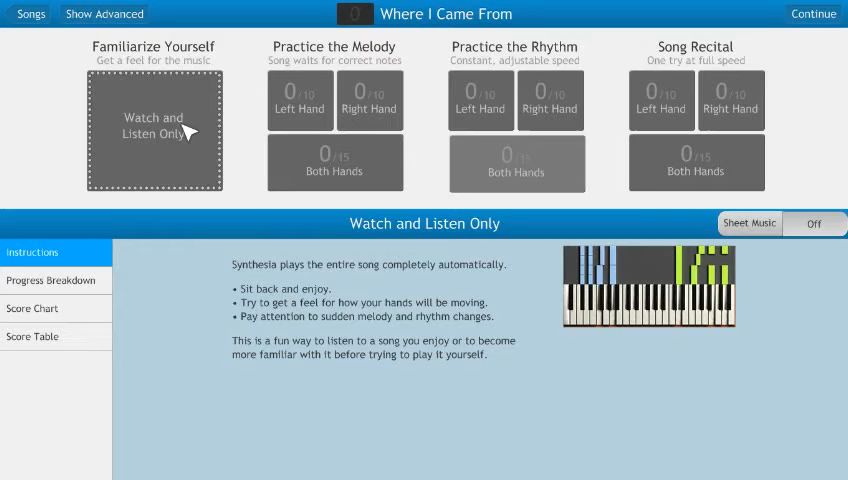 Songs
Show Advanced
0
Where I Came From
Continue
Familiarize Yourself
Get a feel for the music
Watch and
Listen Only
Practice the Melody
Song waits for correct notes
0/10
Left Hand
0/10
Right Hand
0/15
Both Hands
Practice the Rhythm
Constant, adjustable speed
0/10
Left Hand
0/10
Right Hand
0/15
Both Hands
Song Recital
One try at full speed
0/10
Left Hand
0/10
Right Hand
0/15
Both Hands
Watch and Listen Only
Sheet Music
Off
Instructions
Progress Breakdown
Score Chart
Score Table
Synthesia plays the entire song completely automatically.
• Sit back and enjoy.
• Try to get a feel for how your hands will be moving.
• Pay attention to sudden melody and rhythm changes.
This is a fun way to listen to a song you enjoy or to become
more familiar with it before trying to play it yourself.